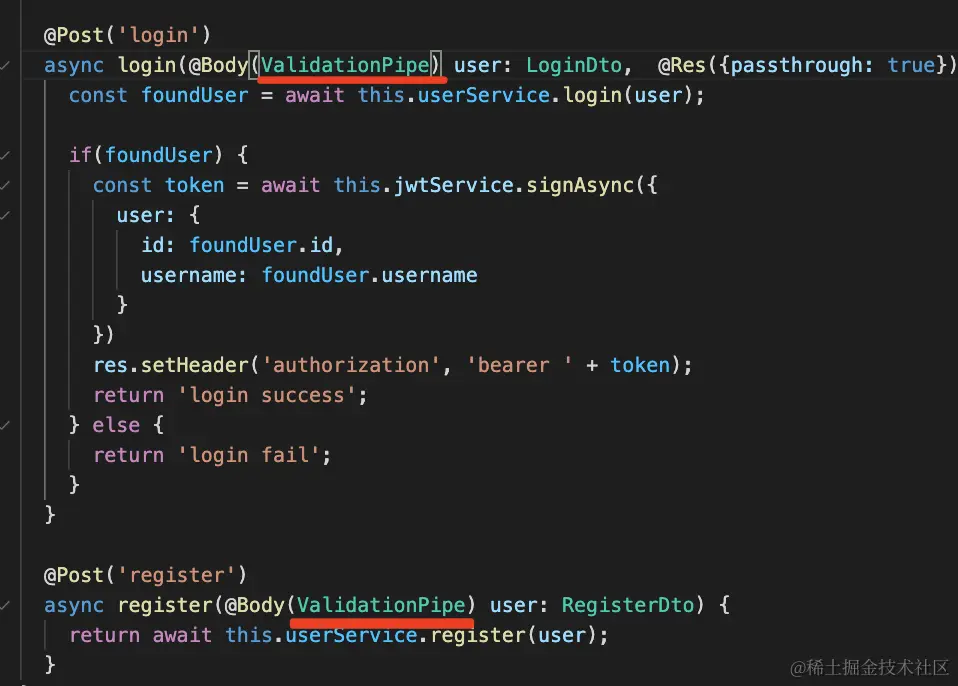 @Post('login')
async login(@Body(ValidationPipe) user: LoginDto,  @Res({passthrough: true})
  const foundUser = await this.userService.login(user);

  if(foundUser) {
    const token = await this.jwtService.signAsync({
      user: {
        id: foundUser.id,
        username: foundUser.username
      }
    })
    res.setHeader('authorization', 'bearer ' + token);
    return 'login success';
  } else {
    return 'login fail';
  }
}

@Post('register')
async register(@Body(ValidationPipe) user: RegisterDto) {
  return await this.userService.register(user);
}
@稀土掘金技术社区